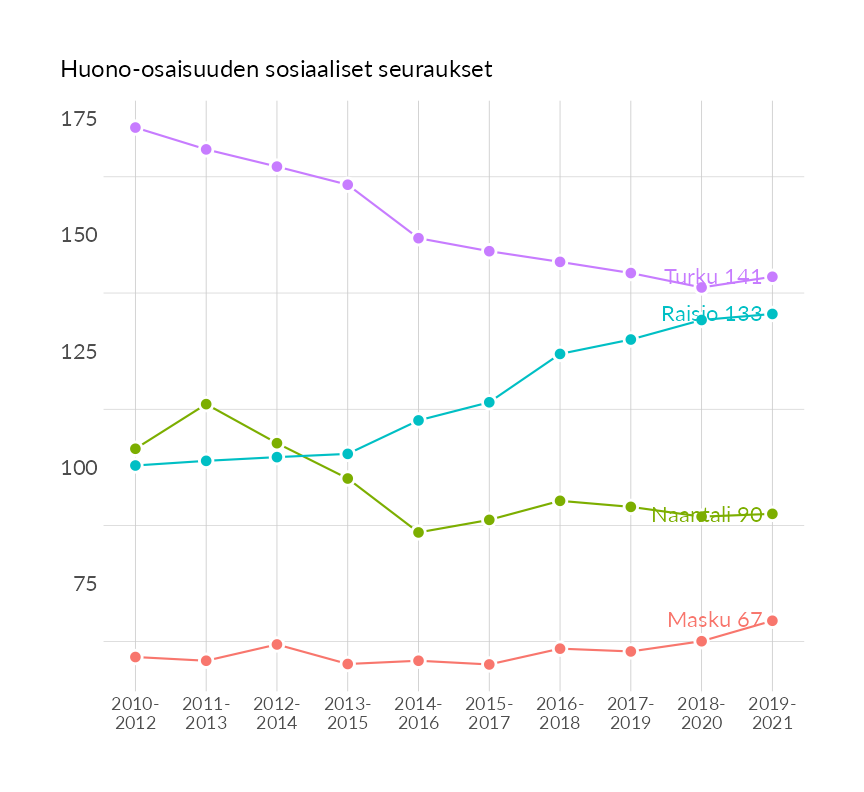 Huono-osaisuuden sosiaaliset seuraukset
175
150
125
100
75
Turku 141
Raisio 133
Naantali 90
Masku 67
2010- 2011- 2012- 2013- 2014- 2015- 2016- 2017- 2018- 2019-
2012 2013 2014 2015 2016 2017 2018 2019 2020 2021